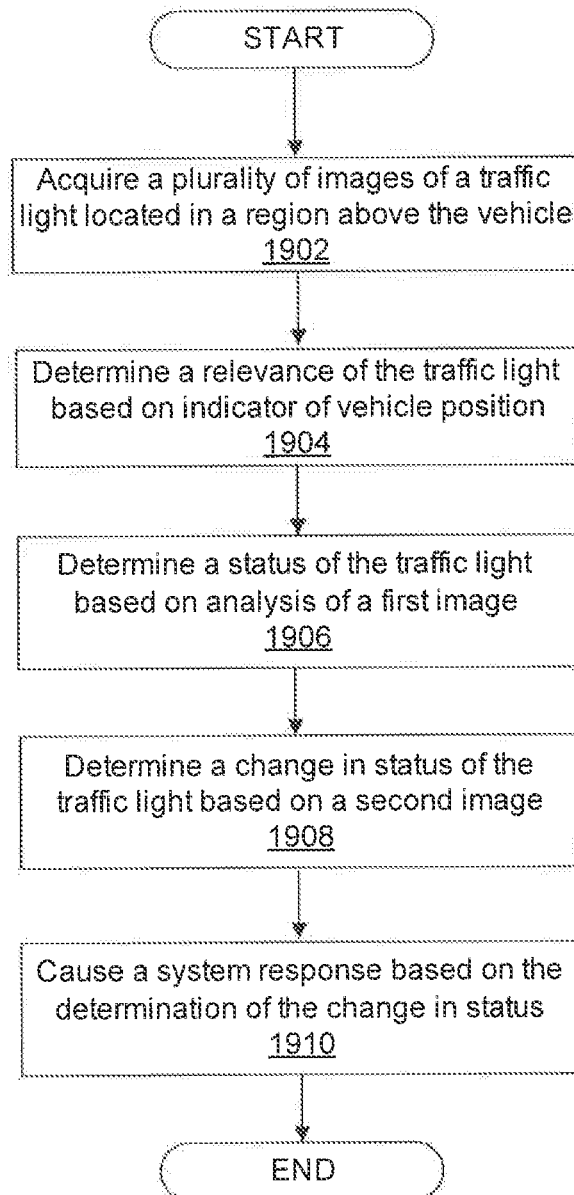 START
Acquire a plurality of images of a traffic
light located in a region above the vehicle
1902
Determine a relevance of the traffic light
based on indicator of vehicle position
1904
Determine a status of the traffic light
based on analysis of a first image
1906
Determine a change in status of the
traffic light based on a second image
1908
Cause a system response based on the
determination of the change in status
1910
END